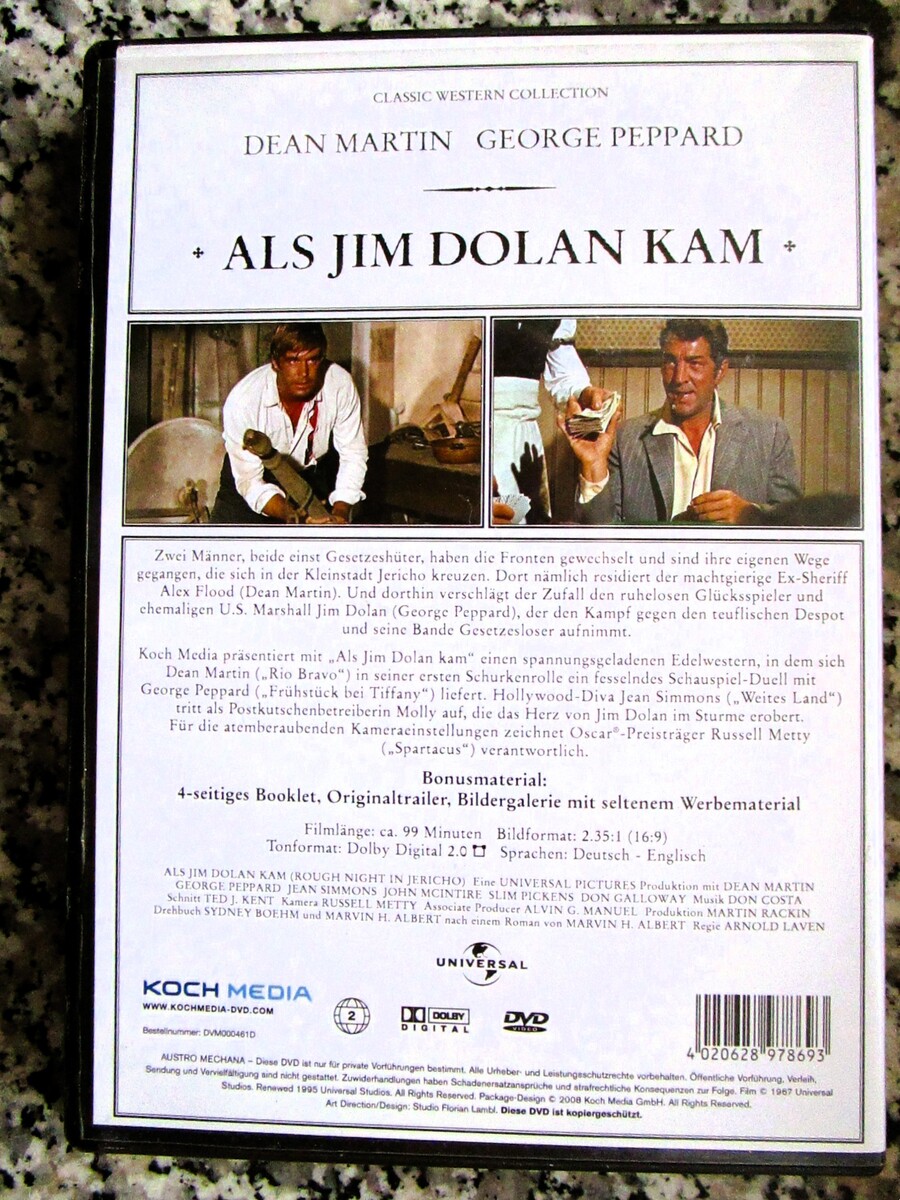 CLASSIC WESTERN COLLECTION
DEAN MARTIN GEORGE PEPPARD
ALS JIM DOLAN KAM
Zwei Männer, beide einst Gesetzeshüter, haben die Fronten gewechselt und sind ihre eigenen Wege
gegangen, die sich in der Kleinstadt Jericho kreuzen. Dort nämlich residiert der machtgierige Ex-Sheriff
Alex Flood (Dean Martin). Und dorthin verschlägt der Zufall den ruhelosen Glücksspieler und
ehemaligen U.S. Marshall Jim Dolan (George Peppard), der den Kampf gegen den teuflischen Despot
und seine Bande Gesetzesloser aufnimmt.
Koch Media präsentiert mit „Als Jim Dolan kam“ einen spannungsgeladenen Edelwestern, in dem sich
Dean Martin („Rio Bravo“) in seiner ersten Schurkenrolle ein fesselndes Schauspiel-Duell mit
George Peppard („Frühstück bei Tiffany“) liefert. Hollywood-Diva Jean Simmons („Weites Land“)
tritt als Postkutschenbetreiberin Molly auf, die das Herz von Jim Dolan im Sturme erobert.
Für die atemberaubenden Kameraeinstellungen zeichnet Oscar®-Preisträger Russell Metty
(„Spartacus“) verantwortlich.
Bonusmaterial:
4-seitiges Booklet, Originaltrailer, Bildergalerie mit seltenem Werbematerial
Filmlänge: ca. 99 Minuten Bildformat: 2.35:1 (16:9)
Tonformat: Dolby Digital 2.0 Sprachen: Deutsch - Englisch
ALS JIM DOLAN KAM (ROUGH NIGHT IN JERICHO) Eine UNIVERSAL PICTURES Produktion mit DEAN MARTIN
GEORGE PEPPARD JEAN SIMMONS JOHN MCINTIRE SLIM PICKENS DON GALLOWAY Musik DON COSTA
Schnitt TED J. KENT Kamera RUSSELL METTY Associate Producer ALVIN G. MANUEL Produktion MARTIN RACKIN
Drehbuch SYDNEY BOEHM und MARVIN H. ALBERT nach einem Roman von MARVIN H. ALBERT Regie ARNOLD LAVEN
UNIVERSAL
KOCH MEDIA
WWW.KOCHMEDIA-DVD.COM
Bestellnummer: DVM000461D
2
DOLBY
DIGITAL
DVD
VIDEO
4 020628 978693
AUSTRO MECHANA – Diese DVD ist nur für private Vorführungen bestimmt. Alle Urheber- und Leistungsschutzrechte vorbehalten. Öffentliche Vorführung, Verleih,
Sendung und Vervielfältigung sind nicht gestattet. Zuwiderhandlungen haben Schadenersatzansprüche und strafrechtliche Konsequenzen zur Folge. Film © 1967 Universal
Studios. Renewed 1995 Universal Studios. All Rights Reserved. Package-Design © 2008 Koch Media GmbH. All Rights Reserved.
Art Direction/Design: Studio Florian Lambl. Diese DVD ist kopiergeschützt.